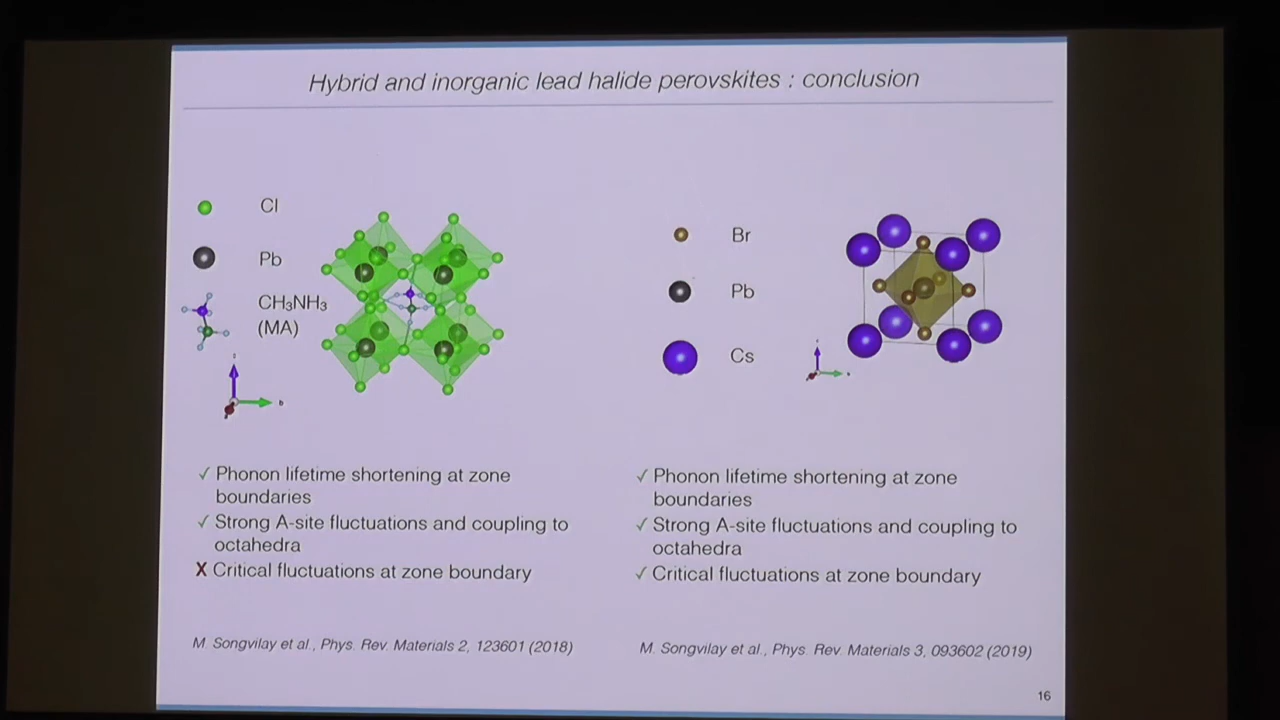 Hybrid and inorganic lead halide perovskites : conclusion
Cl
Pb
CH₃NH₃
(MA)
b
Br
Pb
Cs
✓ Phonon lifetime shortening at zone
boundaries
✓ Strong A-site fluctuations and coupling to
octahedra
X Critical fluctuations at zone boundary
✓ Phonon lifetime shortening at zone
boundaries
✓ Strong A-site fluctuations and coupling to
octahedra
✓ Critical fluctuations at zone boundary
M. Songvilay et al., Phys. Rev. Materials 2, 123601 (2018)
M. Songvilay et al., Phys. Rev. Materials 3, 093602 (2019)
16